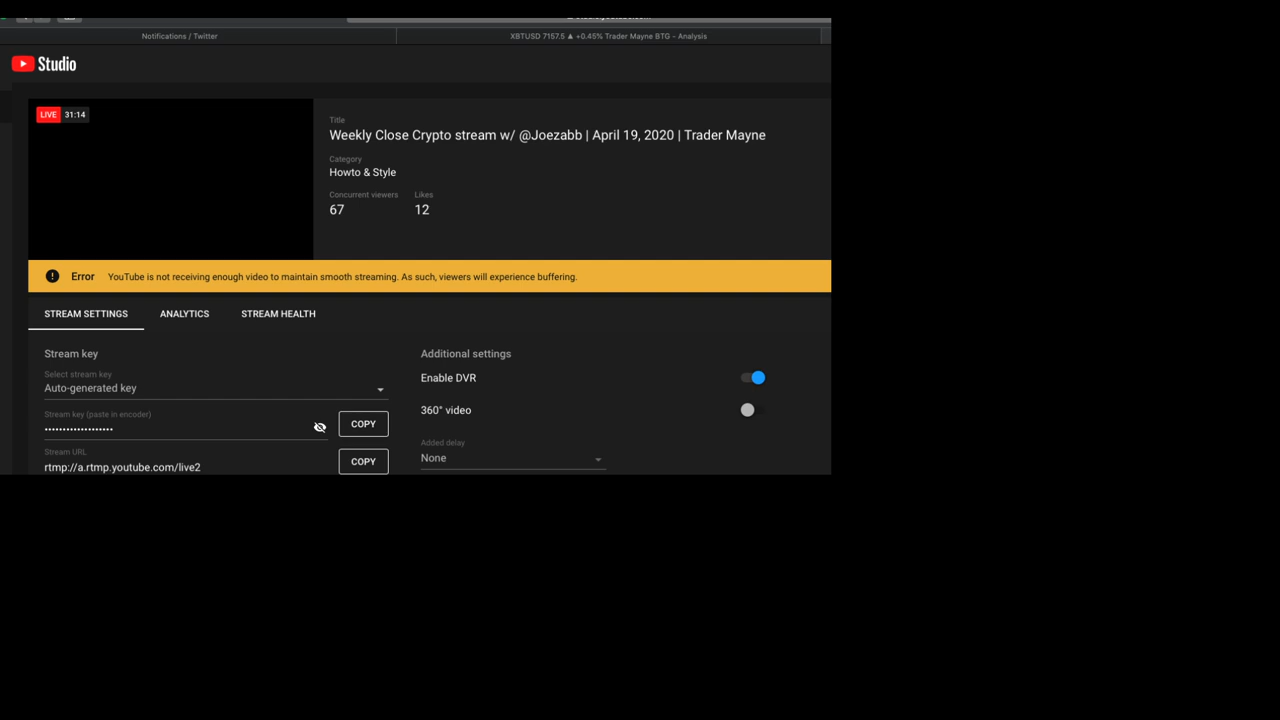 Notifications / Twitter
XBTUSD 7157.5 ▲ +0.45% Trader Mayne BTG - Analysis
Studio
LIVE 31:14
Title
Weekly Close Crypto stream w/ @Joezabb | April 19, 2020 | Trader Mayne
Category
Howto & Style
Concurrent viewers Likes
67 12
Error YouTube is not receiving enough video to maintain smooth streaming. As such, viewers will experience buffering.
STREAM SETTINGS ANALYTICS STREAM HEALTH
Stream key
Select stream key
Auto-generated key
Stream key (paste in encoder)
••••••••••••••••••• COPY
Stream URL
rtmp://a.rtmp.youtube.com/live2 COPY
Additional settings
Enable DVR
360° video
Added delay
None